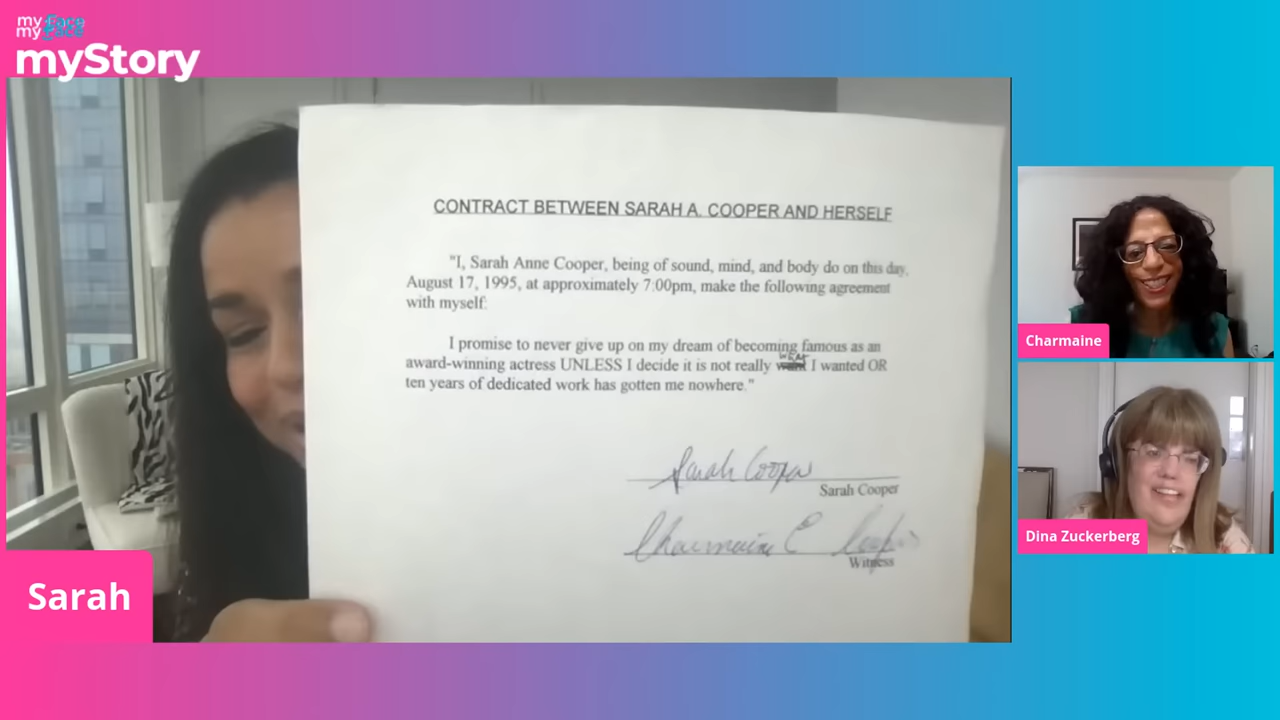 myFace
myFace
myStory
CONTRACT BETWEEN SARAH A. COOPER AND HERSELF
"I, Sarah Anne Cooper, being of sound, mind, and body do on this day,
August 17, 1995, at approximately 7:00pm, make the following agreement
with myself:
I promise to never give up on my dream of becoming famous as an
award-winning actress UNLESS I decide it is not really I wanted OR
ten years of dedicated work has gotten me nowhere."
Sarah Cooper
Sarah Cooper
Charmaine C
Witness
Sarah
Charmaine
Dina Zuckerberg